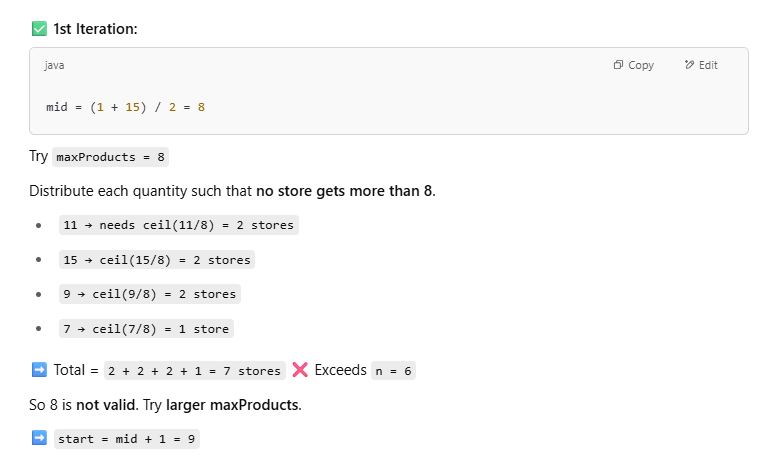 ✅ 1st Iteration:
java
Copy
Edit
mid = (1 + 15) / 2 = 8
Try maxProducts = 8
Distribute each quantity such that no store gets more than 8.
• 11 → needs ceil(11/8) = 2 stores
• 15 → ceil(15/8) = 2 stores
• 9 → ceil(9/8) = 2 stores
• 7 → ceil(7/8) = 1 store
➡️ Total = 2 + 2 + 2 + 1 = 7 stores ❌ Exceeds n = 6
So 8 is not valid. Try larger maxProducts.
➡️ start = mid + 1 = 9